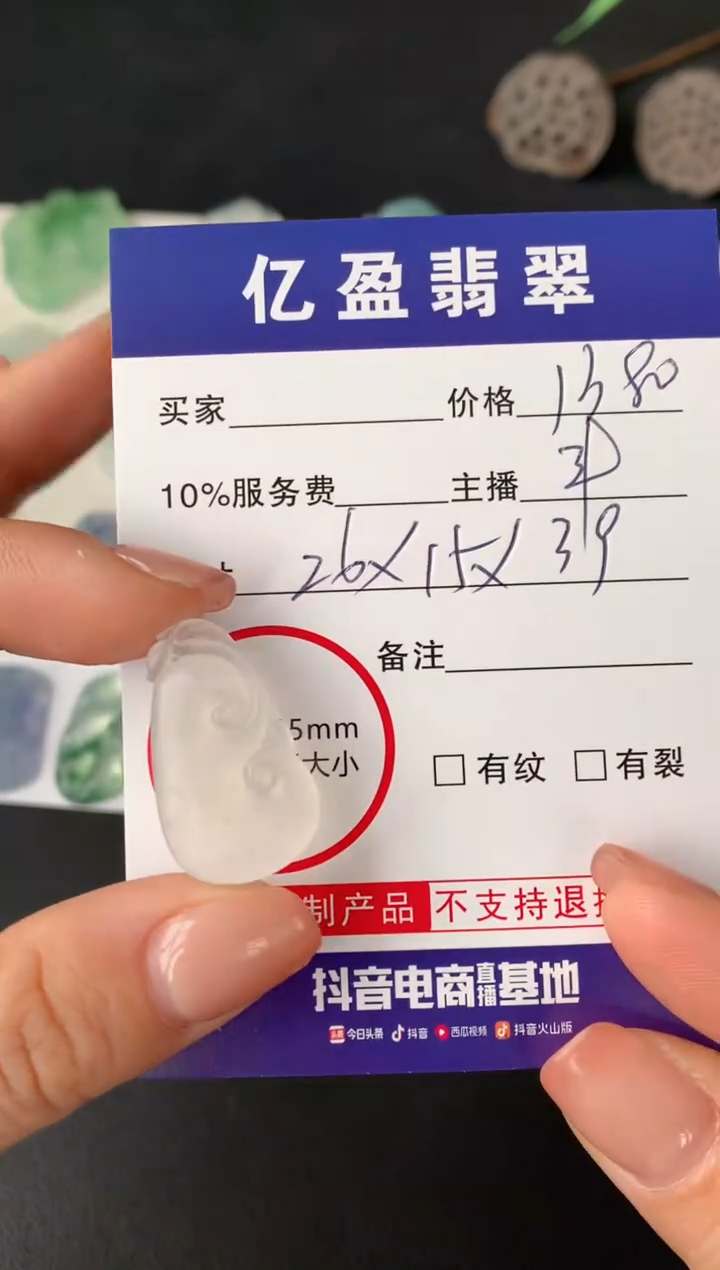 亿盈翡翠
买家 价格 1380
10%服务费 主播
26x15x39
备注
5mm
大小
□有纹 □有裂
制产品 不支持退
抖音电商直播基地
头条 今日头条 抖音 西瓜视频 抖音火山版